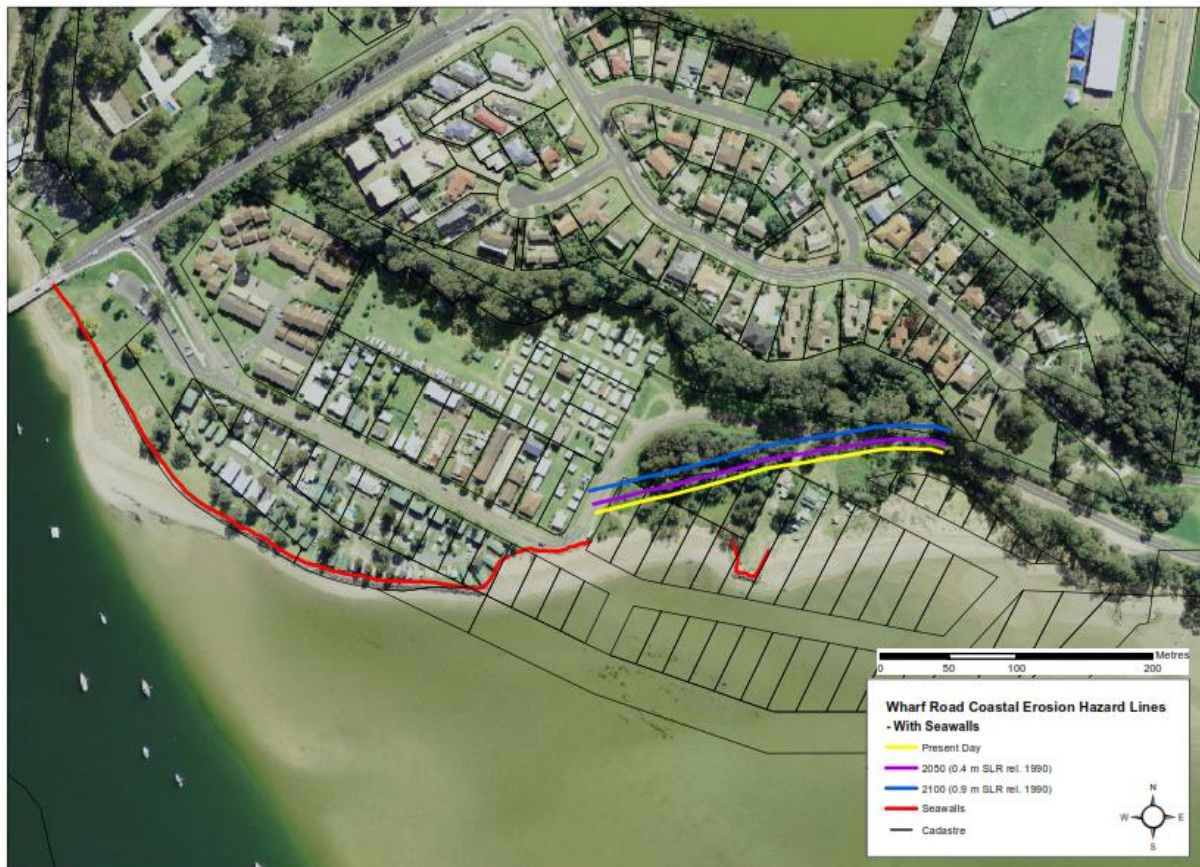 Metres
0 50 100 200
Wharf Road Coastal Erosion Hazard Lines
- With Seawalls
Present Day
2050 (0.4 m SLR rel. 1990)
2100 (0.9 m SLR rel. 1990)
Seawalls
Cadastre
N
W E
S